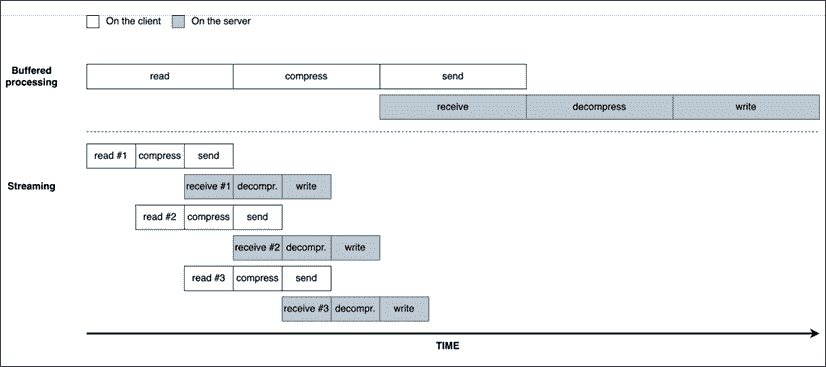 On the client On the server
Buffered
processing
read compress send
receive decompress write
read #1 compress send
Streaming
receive #1 decompr. write
read #2 compress send
receive #2 decompr. write
read #3 compress send
receive #3 decompr. write
TIME